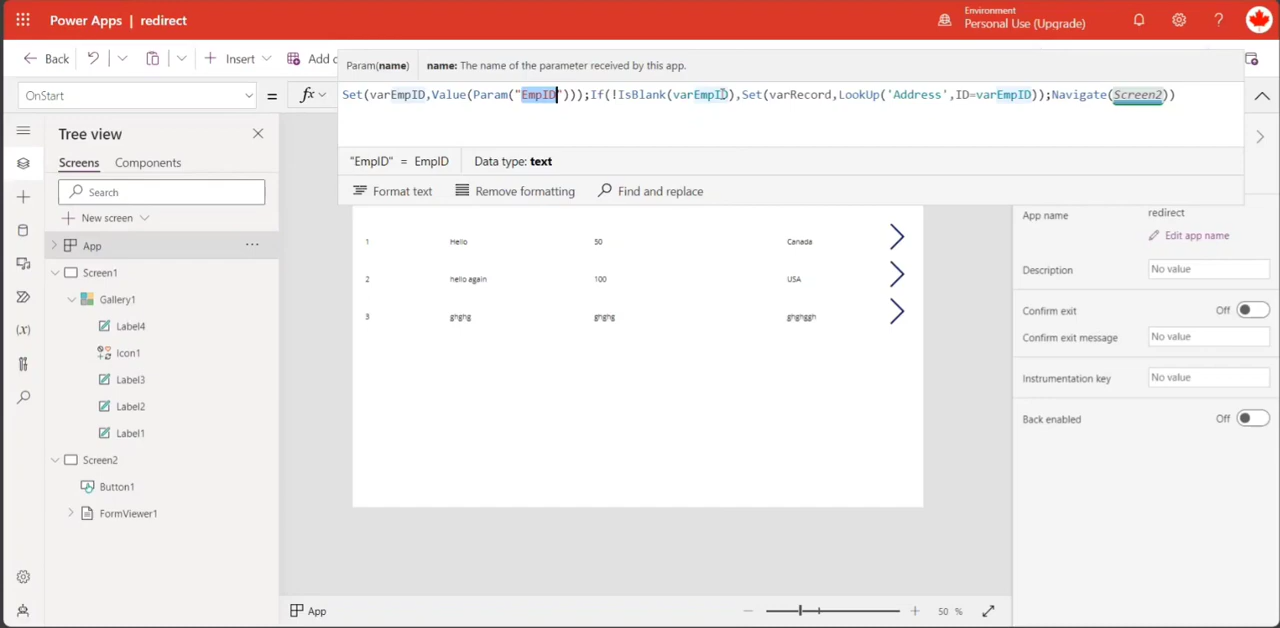 Power Apps | redirect
Environment
Personal Use (Upgrade)
Back
Insert
Add d
Param(name)
name: The name of the parameter received by this app.
OnStart
=
fx
Set(varEmpID,Value(Param("EmpID")));If(!IsBlank(varEmpID),Set(varRecord,LookUp('Address',ID=varEmpID));Navigate(Screen2))
"EmpID" = EmpID
Data type: text
Format text
Remove formatting
Find and replace
Tree view
Screens
Components
Search
New screen
App
Screen1
Gallery1
Label4
Icon1
Label3
Label2
Label1
Screen2
Button1
FormViewer1
1 Hello 50 Canada
2 hello again 100 USA
3 ghghg ghghg ghghggh
App name
redirect
Edit app name
Description
No value
Confirm exit
Off
Confirm exit message
No value
Instrumentation key
No value
Back enabled
Off
App
50 %